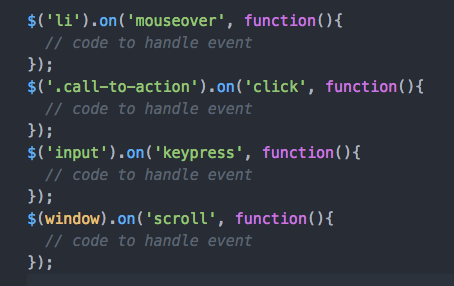 $('li').on('mouseover', function(){
  // code to handle event
});
$('.call-to-action').on('click', function(){
  // code to handle event
});
$('input').on('keypress', function(){
  // code to handle event
});
$(window).on('scroll', function(){
  // code to handle event
});